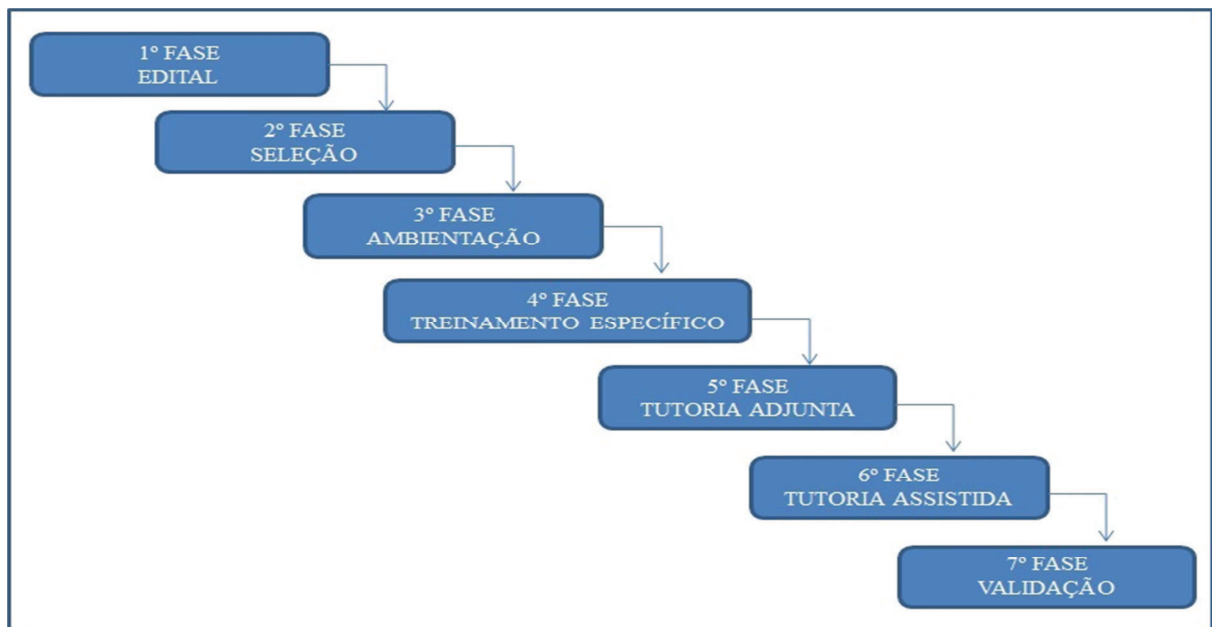 1º FASE
EDITAL
2º FASE
SELEÇÃO
3º FASE
AMBIENTAÇÃO
4º FASE
TREINAMENTO ESPECÍFICO
5º FASE
TUTORIA ADJUNTA
6º FASE
TUTORIA ASSISTIDA
7º FASE
VALIDAÇÃO